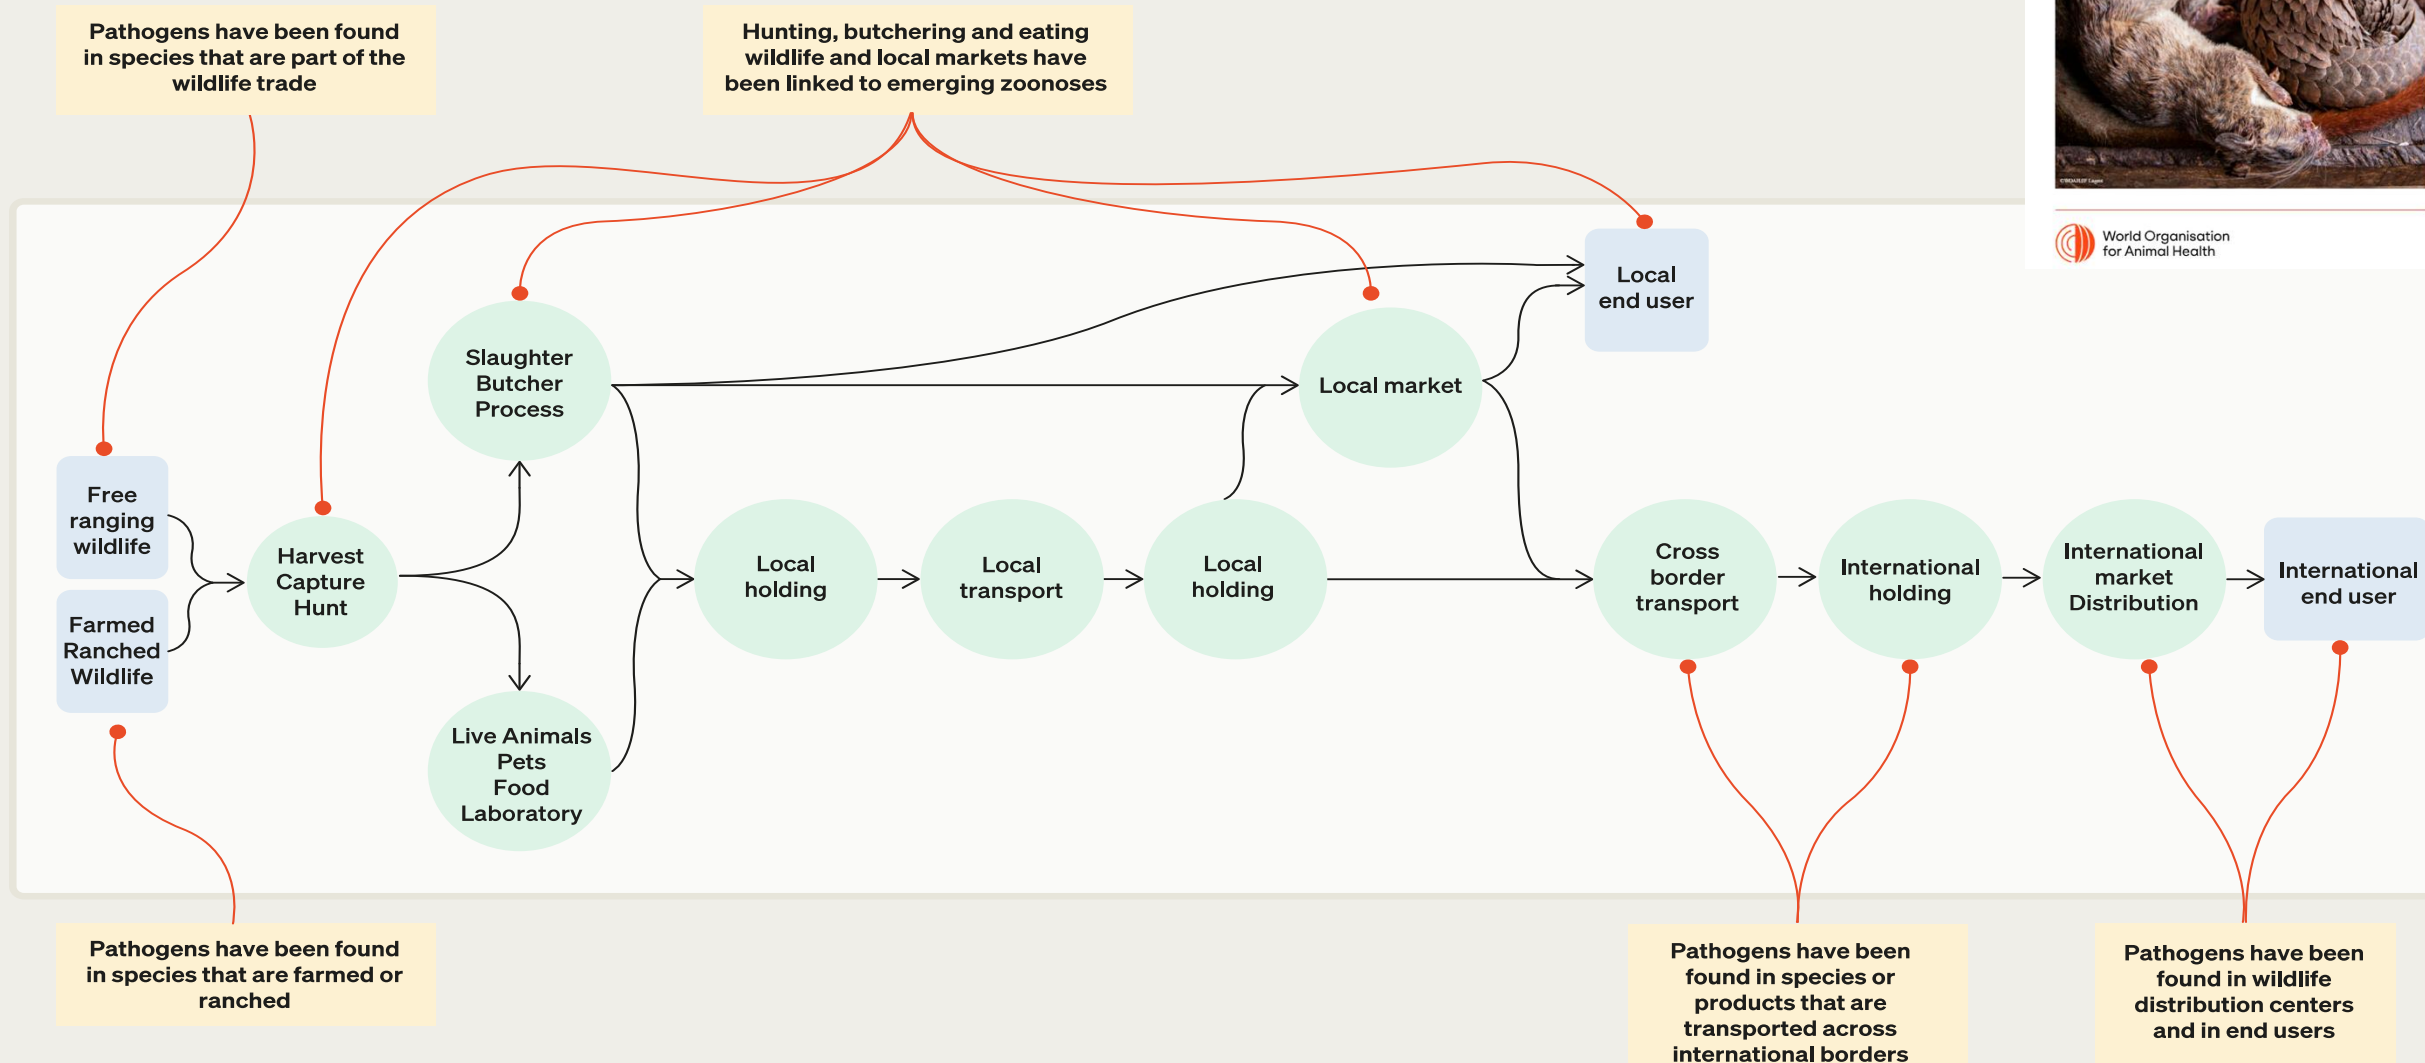 Pathogens have been found
in species that are part of the
wildlife trade
Hunting, butchering and eating
wildlife and local markets have
been linked to emerging zoonoses
World Organisation
for Animal Health
Local
end user
Slaughter
Butcher
Process
Local market
Free
ranging
wildlife
Farmed
Ranched
Wildlife
Harvest
Capture
Hunt
Local
holding
Local
transport
Local
holding
Cross
border
transport
International
holding
International
market
Distribution
International
end user
Live Animals
Pets
Food
Laboratory
Pathogens have been found
in species that are farmed or
ranched
Pathogens have been
found in species or
products that are
transported across
international borders
Pathogens have been
found in wildlife
distribution centers
and in end users